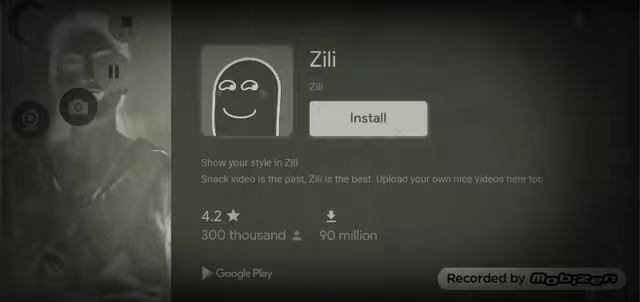 Zili
Zili
Install
Show your style in Zili
Snack video is the past, Zili is the best. Upload your own nice videos here too
4.2
300 thousand
90 million
Google Play
Recorded by mobizen